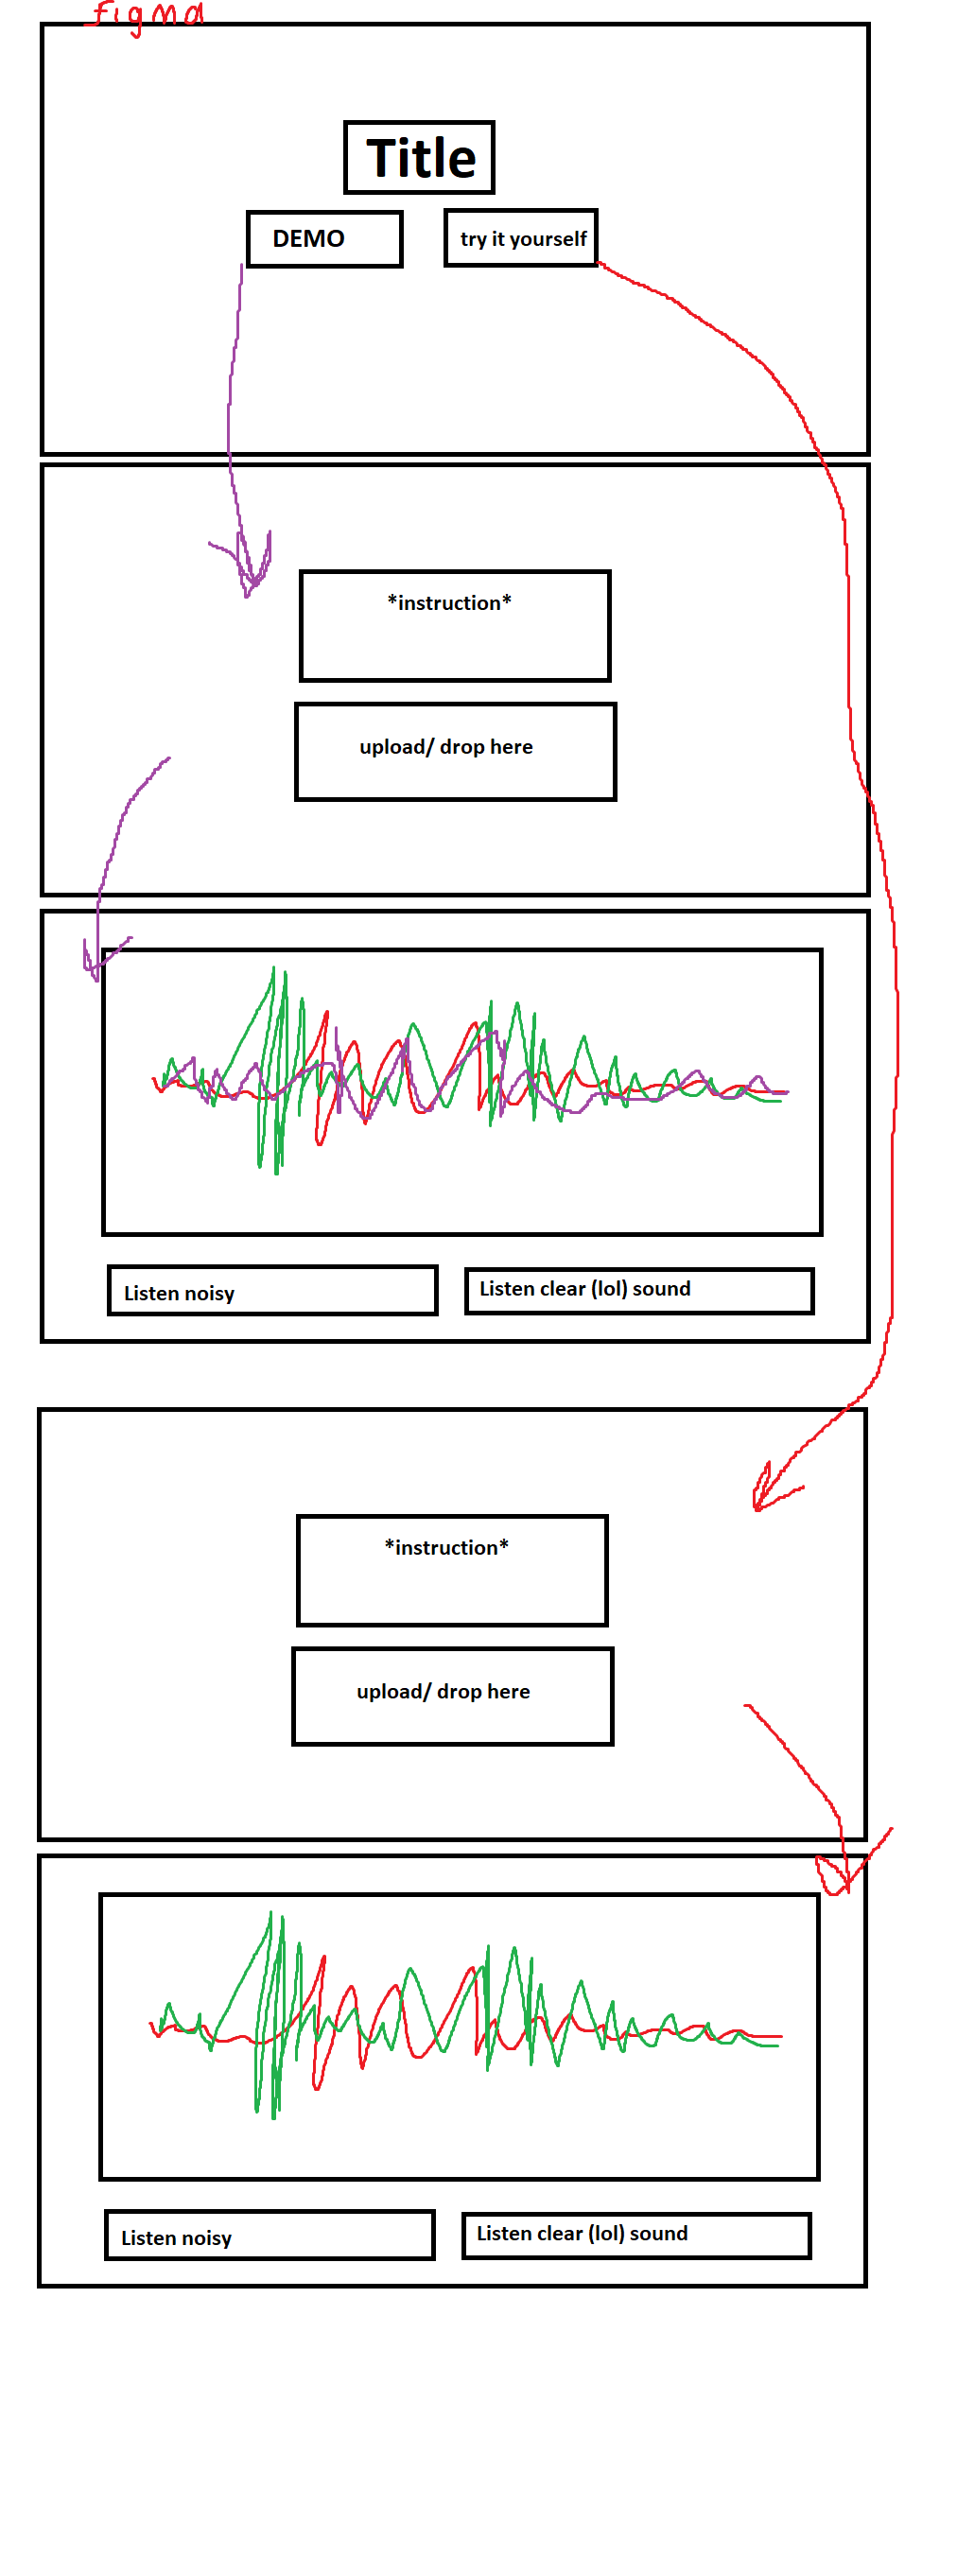 figma
Title
DEMO
try it yourself
*instruction*
upload/ drop here
Listen noisy
Listen clear (lol) sound
*instruction*
upload/ drop here
Listen noisy
Listen clear (lol) sound